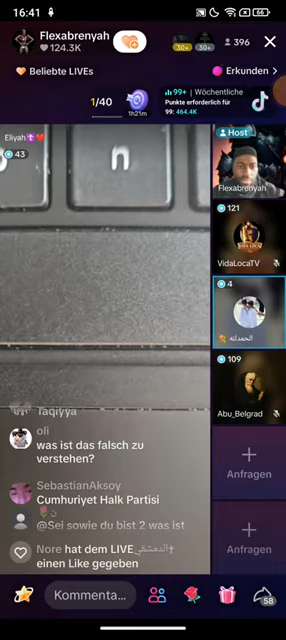 16:41
66
Flexabrenyah
124.3K
30+
30+
396
Beliebte LIVEs
Erkunden
1/40
1h21m
99+ | Wöchentliche
Punkte erforderlich für
99: 464.4K
Eliyah
43
n
Host
Flexabrenyah
121
VidaLocaTV
4
الحمدلله
109
Abu_Belgrad
Anfragen
Anfragen
Taqiyya
oli
was ist das falsch zu
verstehen?
SebastianAksoy
Cumhuriyet Halk Partisi
ن
@Sei sowie du bist 2 was ist
Nore hat dem LIVE الدمشقي
einen Like gegeben
Kommenta...
58